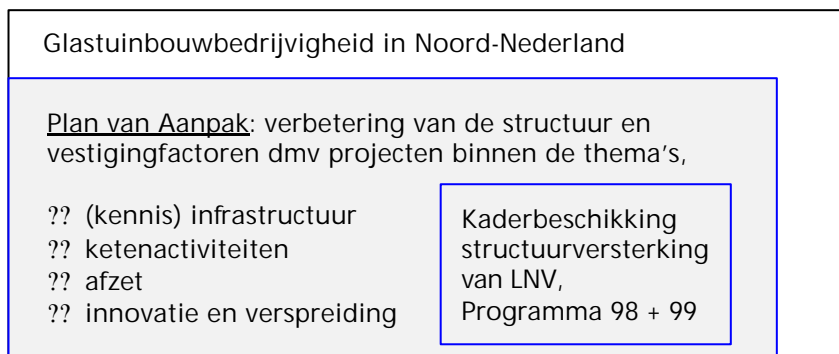 Glastuinbouwbedrijvigheid in Noord-Nederland
Plan van Aanpak: verbetering van de structuur en
vestigingfactoren dmv projecten binnen de thema's,
?? (kennis) infrastructuur
?? ketenactiviteiten
?? afzet
?? innovatie en verspreiding
Kaderbeschikking
structuurversterking
van LNV,
Programma 98 + 99